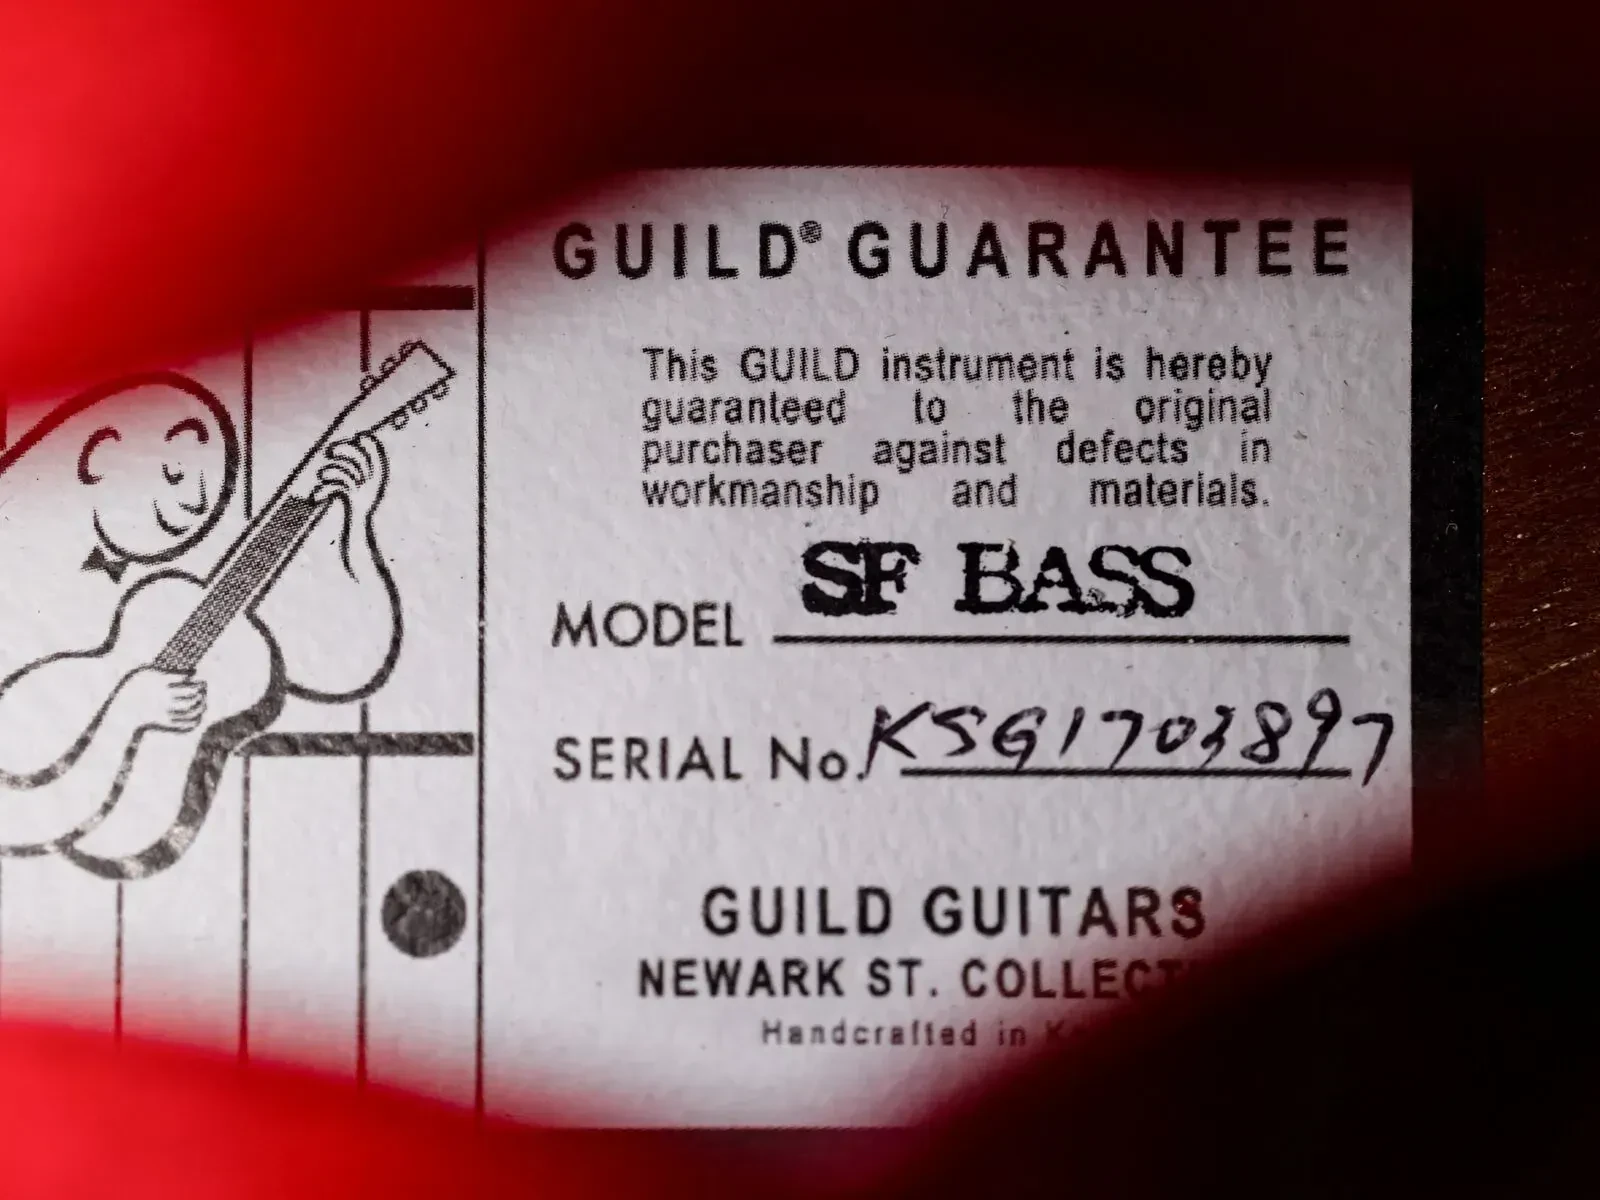 GUILD® GUARANTEE
This GUILD instrument is hereby
guaranteed to the original
purchaser against defects in
workmanship and materials.
MODEL SF BASS
SERIAL No. KSG1703897
GUILD GUITARS
NEWARK ST.
Handcrafted in